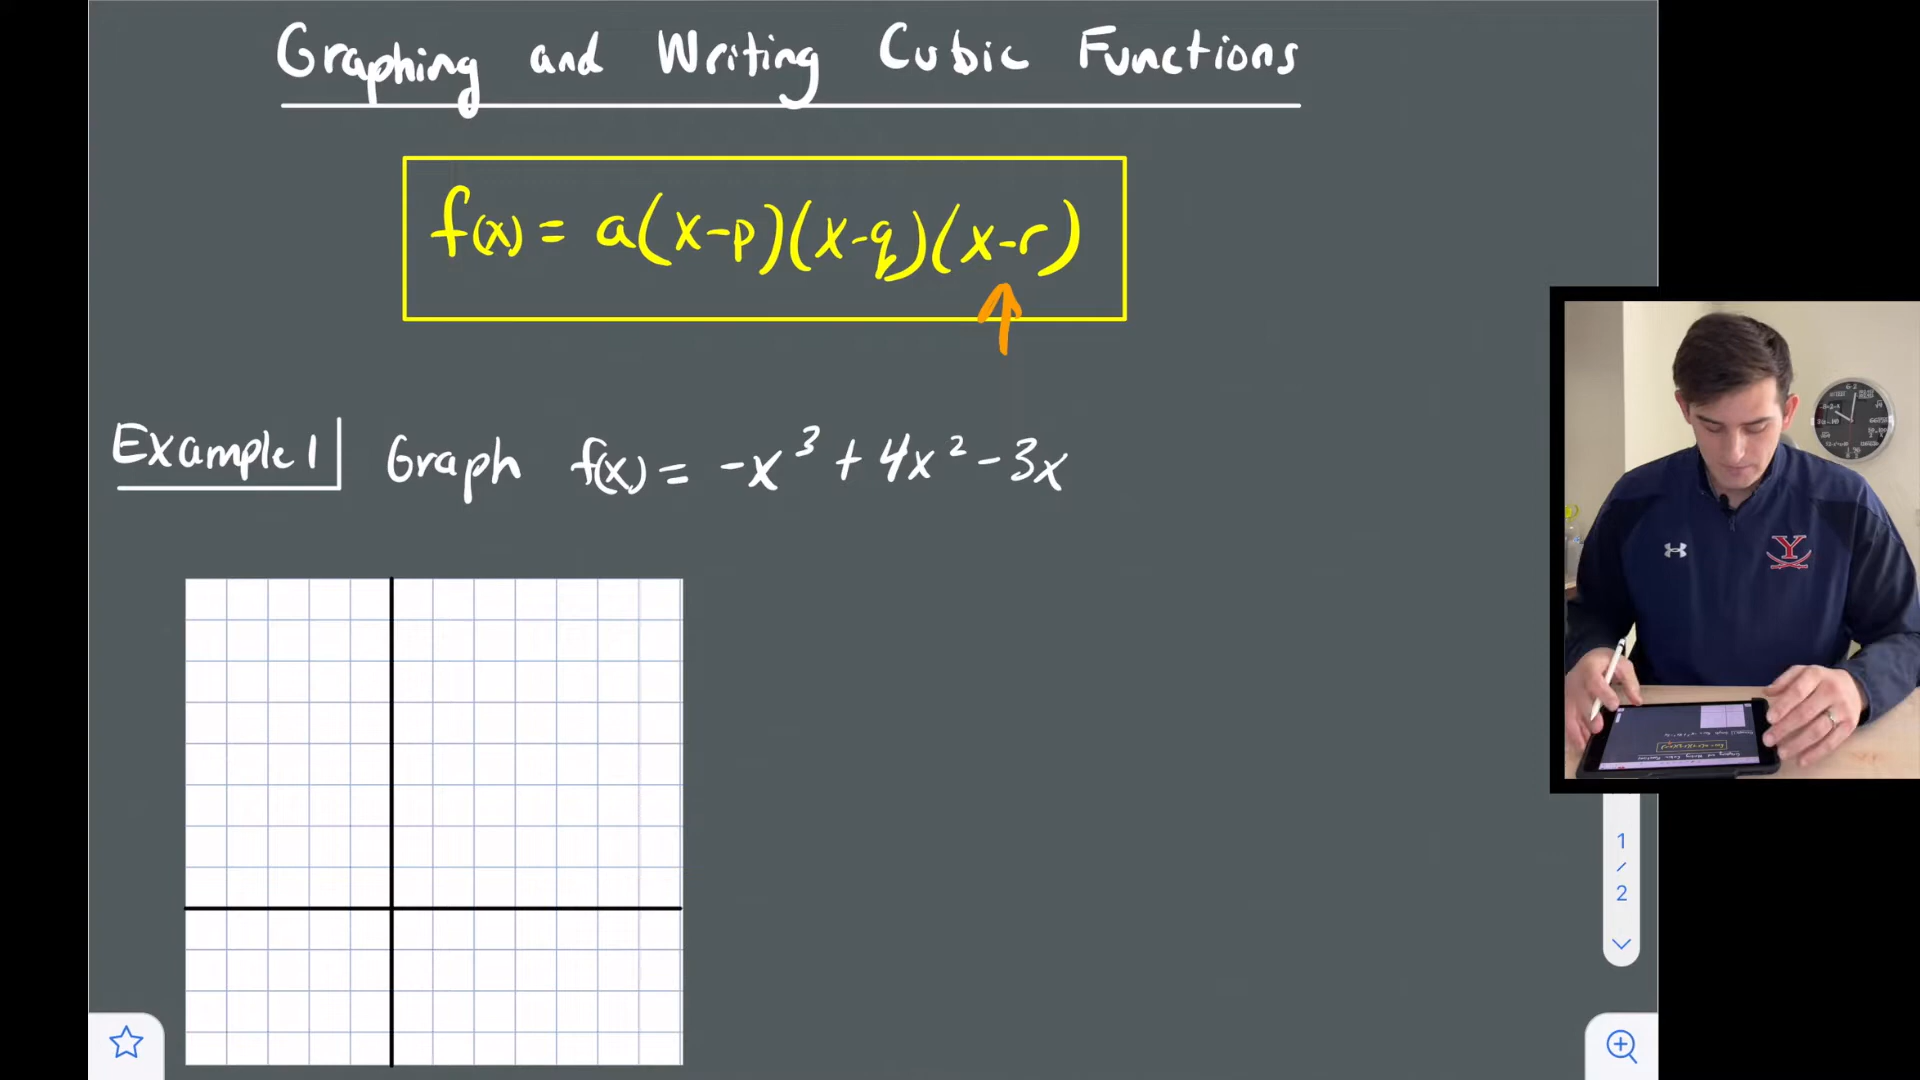 Graphing and Writing Cubic Functions
f(x) = a(x-p)(x-q)(x-r)
Example 1 Graph f(x) = -x³ + 4x² - 3x
Y
1
/
2